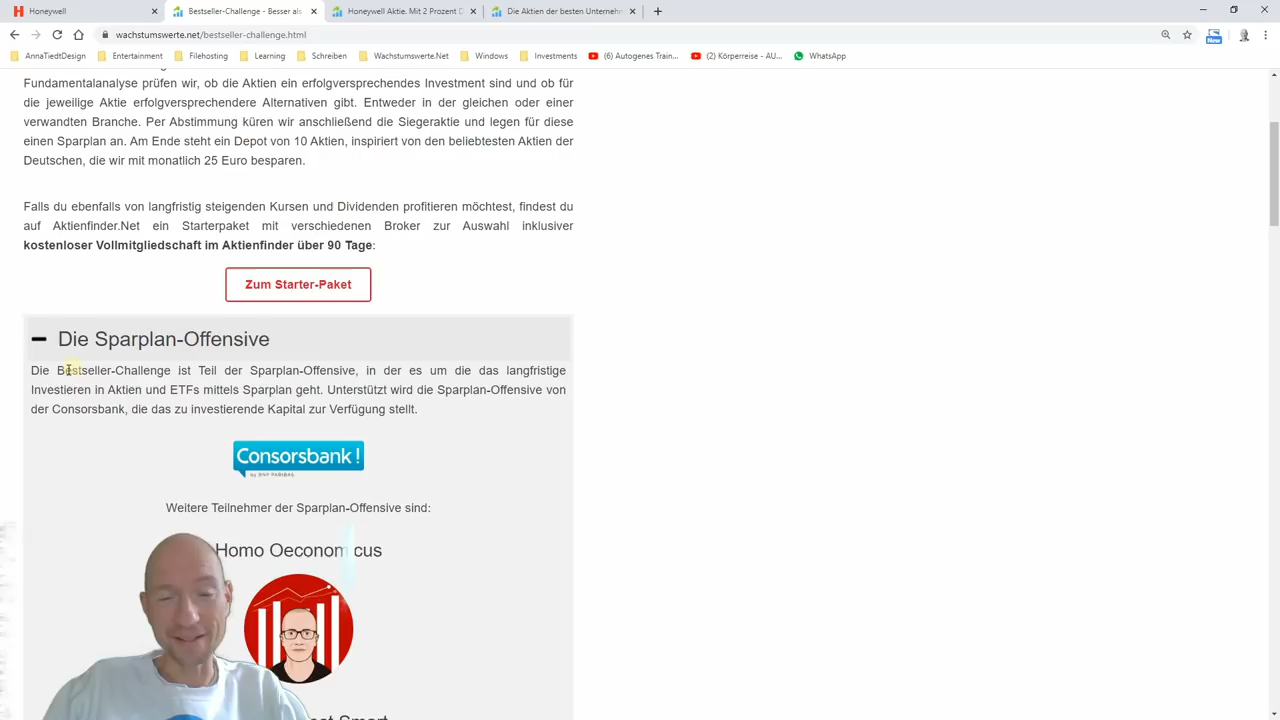 Honeywell
Bestseller-Challenge - Besser als
Honeywell Aktie. Mit 2 Prozent D
Die Aktien der besten Unternehm
wachstumswerte.net/bestseller-challenge.html
New
AnnaTiedtDesign
Entertainment
Filehosting
Learning
Schreiben
Wachstumswerte.Net
Windows
Investments
(6) Autogenes Train...
(2) Körperreise - AU...
WhatsApp
Fundamentalanalyse prüfen wir, ob die Aktien ein erfolgversprechendes Investment sind und ob für
die jeweilige Aktie erfolgversprechendere Alternativen gibt. Entweder in der gleichen oder einer
verwandten Branche. Per Abstimmung küren wir anschließend die Siegeraktie und legen für diese
einen Sparplan an. Am Ende steht ein Depot von 10 Aktien, inspiriert von den beliebtesten Aktien der
Deutschen, die wir mit monatlich 25 Euro besparen.
Falls du ebenfalls von langfristig steigenden Kursen und Dividenden profitieren möchtest, findest du
auf Aktienfinder.Net ein Starterpaket mit verschiedenen Broker zur Auswahl inklusiver
kostenloser Vollmitgliedschaft im Aktienfinder über 90 Tage:
Zum Starter-Paket
Die Sparplan-Offensive
Die Bestseller-Challenge ist Teil der Sparplan-Offensive, in der es um die das langfristige
Investieren in Aktien und ETFs mittels Sparplan geht. Unterstützt wird die Sparplan-Offensive von
der Consorsbank, die das zu investierende Kapital zur Verfügung stellt.
Consorsbank!
by BNP PARIBAS
Weitere Teilnehmer der Sparplan-Offensive sind:
Homo Oeconomicus